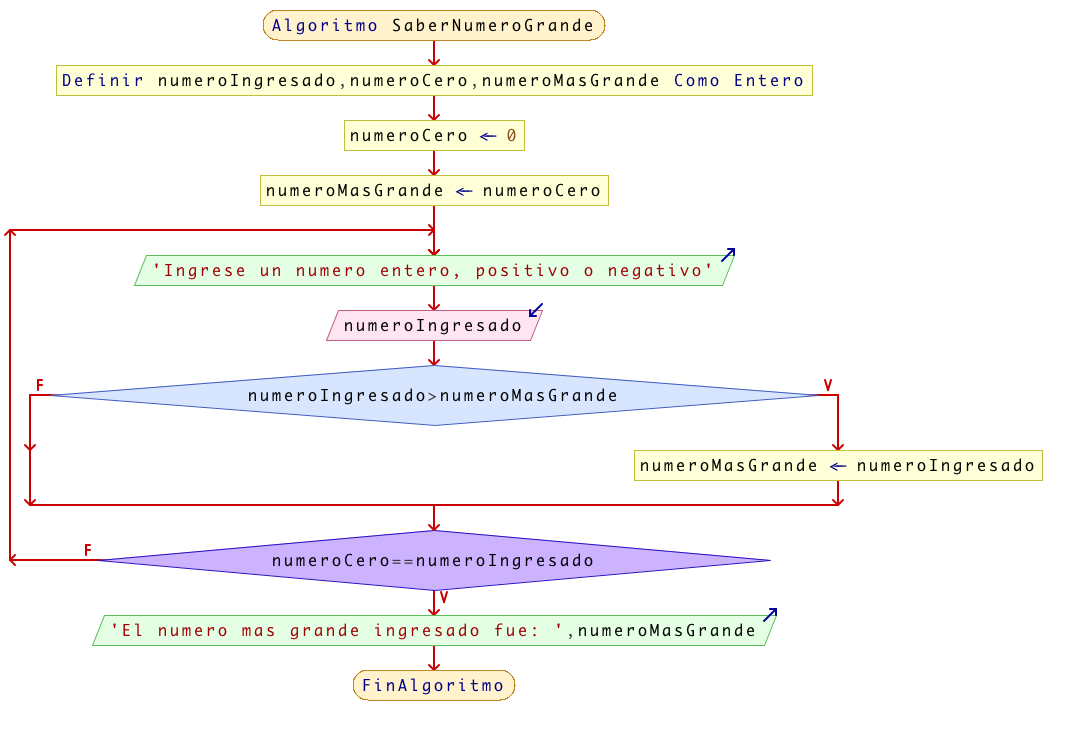 Algoritmo SaberNumeroGrande
Definir numeroIngresado,numeroCero,numeroMasGrande Como Entero
numeroCero ← 0
numeroMasGrande ← numeroCero
'Ingrese un numero entero, positivo o negativo'
numeroIngresado
F
V
numeroIngresado>numeroMasGrande
numeroMasGrande ← numeroIngresado
F
numeroCero==numeroIngresado
V
'El numero mas grande ingresado fue: ',numeroMasGrande
FinAlgoritmo